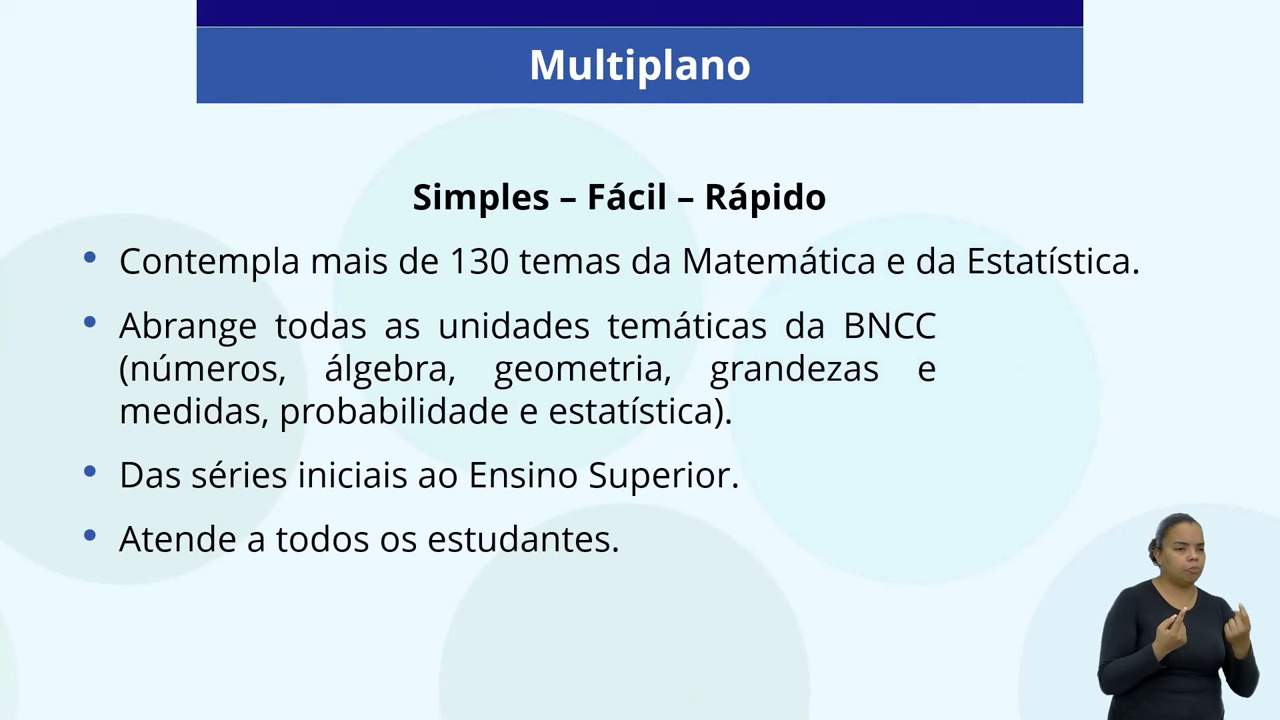 Multiplano
Simples – Fácil – Rápido
• Contempla mais de 130 temas da Matemática e da Estatística.
• Abrange todas as unidades temáticas da BNCC
(números, álgebra, geometria, grandezas e
medidas, probabilidade e estatística).
• Das séries iniciais ao Ensino Superior.
• Atende a todos os estudantes.